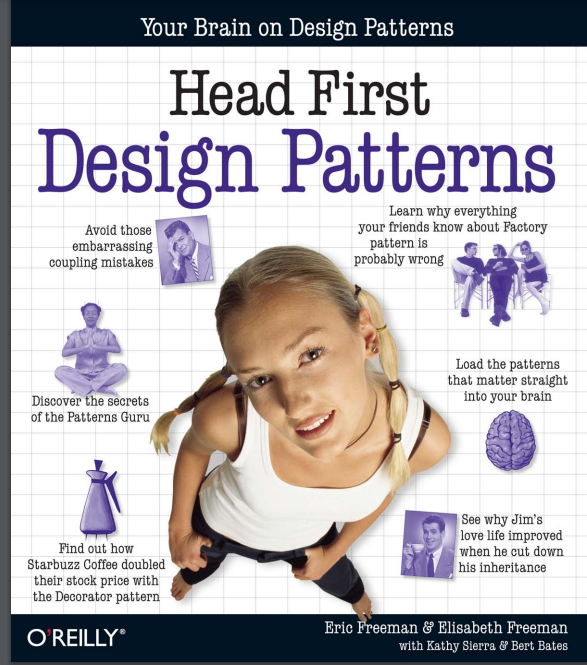 Your Brain on Design Patterns
Head First
Design Patterns
Learn why everything
your friends know about Factory
pattern is
probably wrong
Avoid those
embarrassing
coupling mistakes
Discover the secrets
of the Patterns Guru
Load the patterns
that matter straight
into your brain
Find out how
Starbuzz Coffee doubled
their stock price with
the Decorator pattern
See why Jim's
love life improved
when he cut down
his inheritance
O'REILLY®
Eric Freeman & Elisabeth Freeman
with Kathy Sierra & Bert Bates